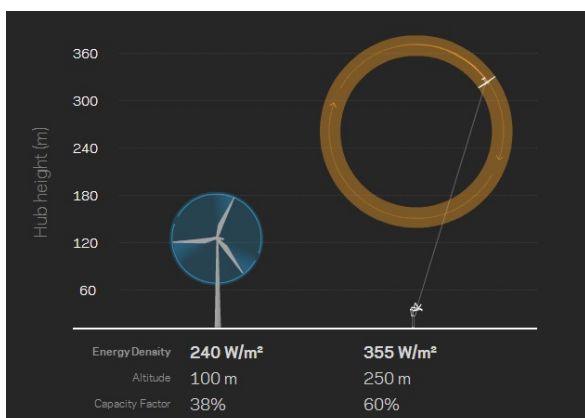 Hub height (m)
360
300
240
180
120
60
Energy Density 240 W/m² 355 W/m²
Altitude 100 m 250 m
Capacity Factor 38% 60%